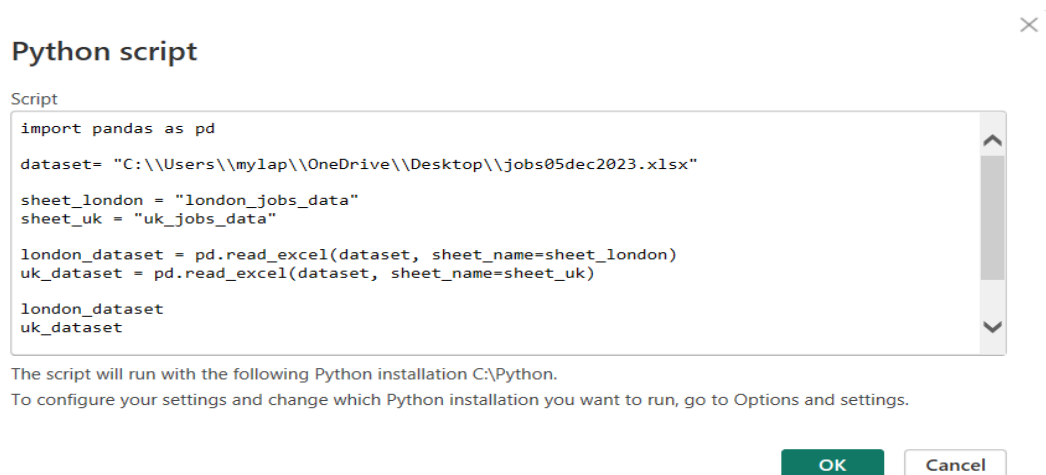 Python script
Script
import pandas as pd
dataset= "C:\\Users\\mylap\\OneDrive\\Desktop\\jobs05dec2023.xlsx"
sheet_london = "london_jobs_data"
sheet_uk = "uk_jobs_data"
london_dataset = pd.read_excel(dataset, sheet_name=sheet_london)
uk_dataset = pd.read_excel(dataset, sheet_name=sheet_uk)
london_dataset
uk_dataset
The script will run with the following Python installation C:\Python.
To configure your settings and change which Python installation you want to run, go to Options and settings.
OK Cancel